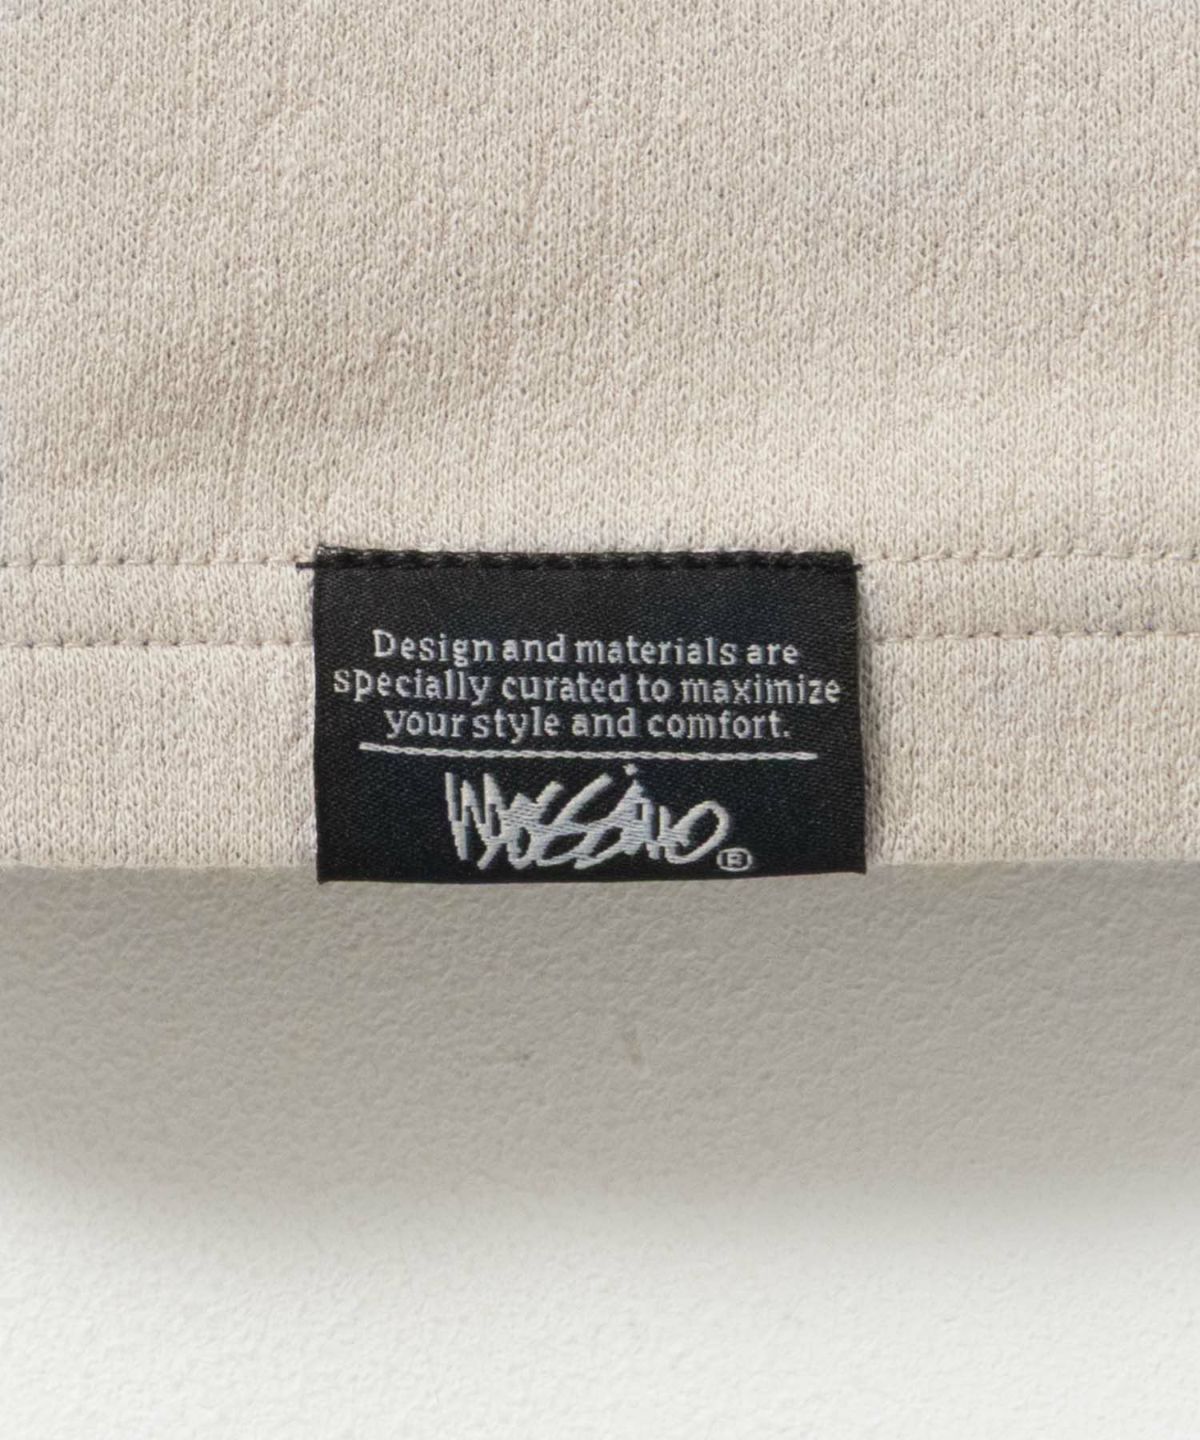 Design and materials are
specially curated to maximize
your style and comfort.
Mossimo ®